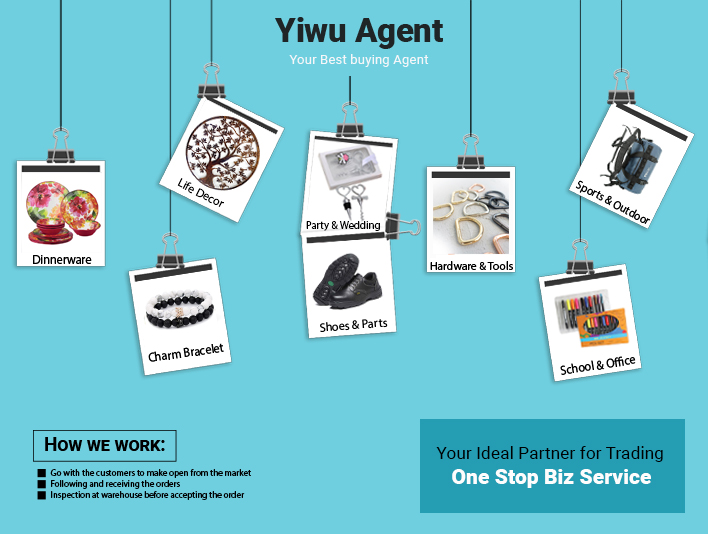 Yiwu Agent
Your Best buying Agent
Life Decor
Party & Wedding
Sports & Outdoor
Dinnerware
Hardware & Tools
Charm Bracelet
Shoes & Parts
School & Office
HOW WE WORK:
Go with the customers to make open from the market
Following and receiving the orders
Inspection at warehouse before accepting the order
Your Ideal Partner for Trading
One Stop Biz Service